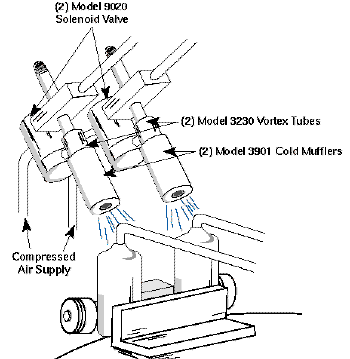 (2) Model 9020
Solenoid Valve
(2) Model 3230 Vortex Tubes
(2) Model 3901 Cold Mufflers
Compressed
Air Supply